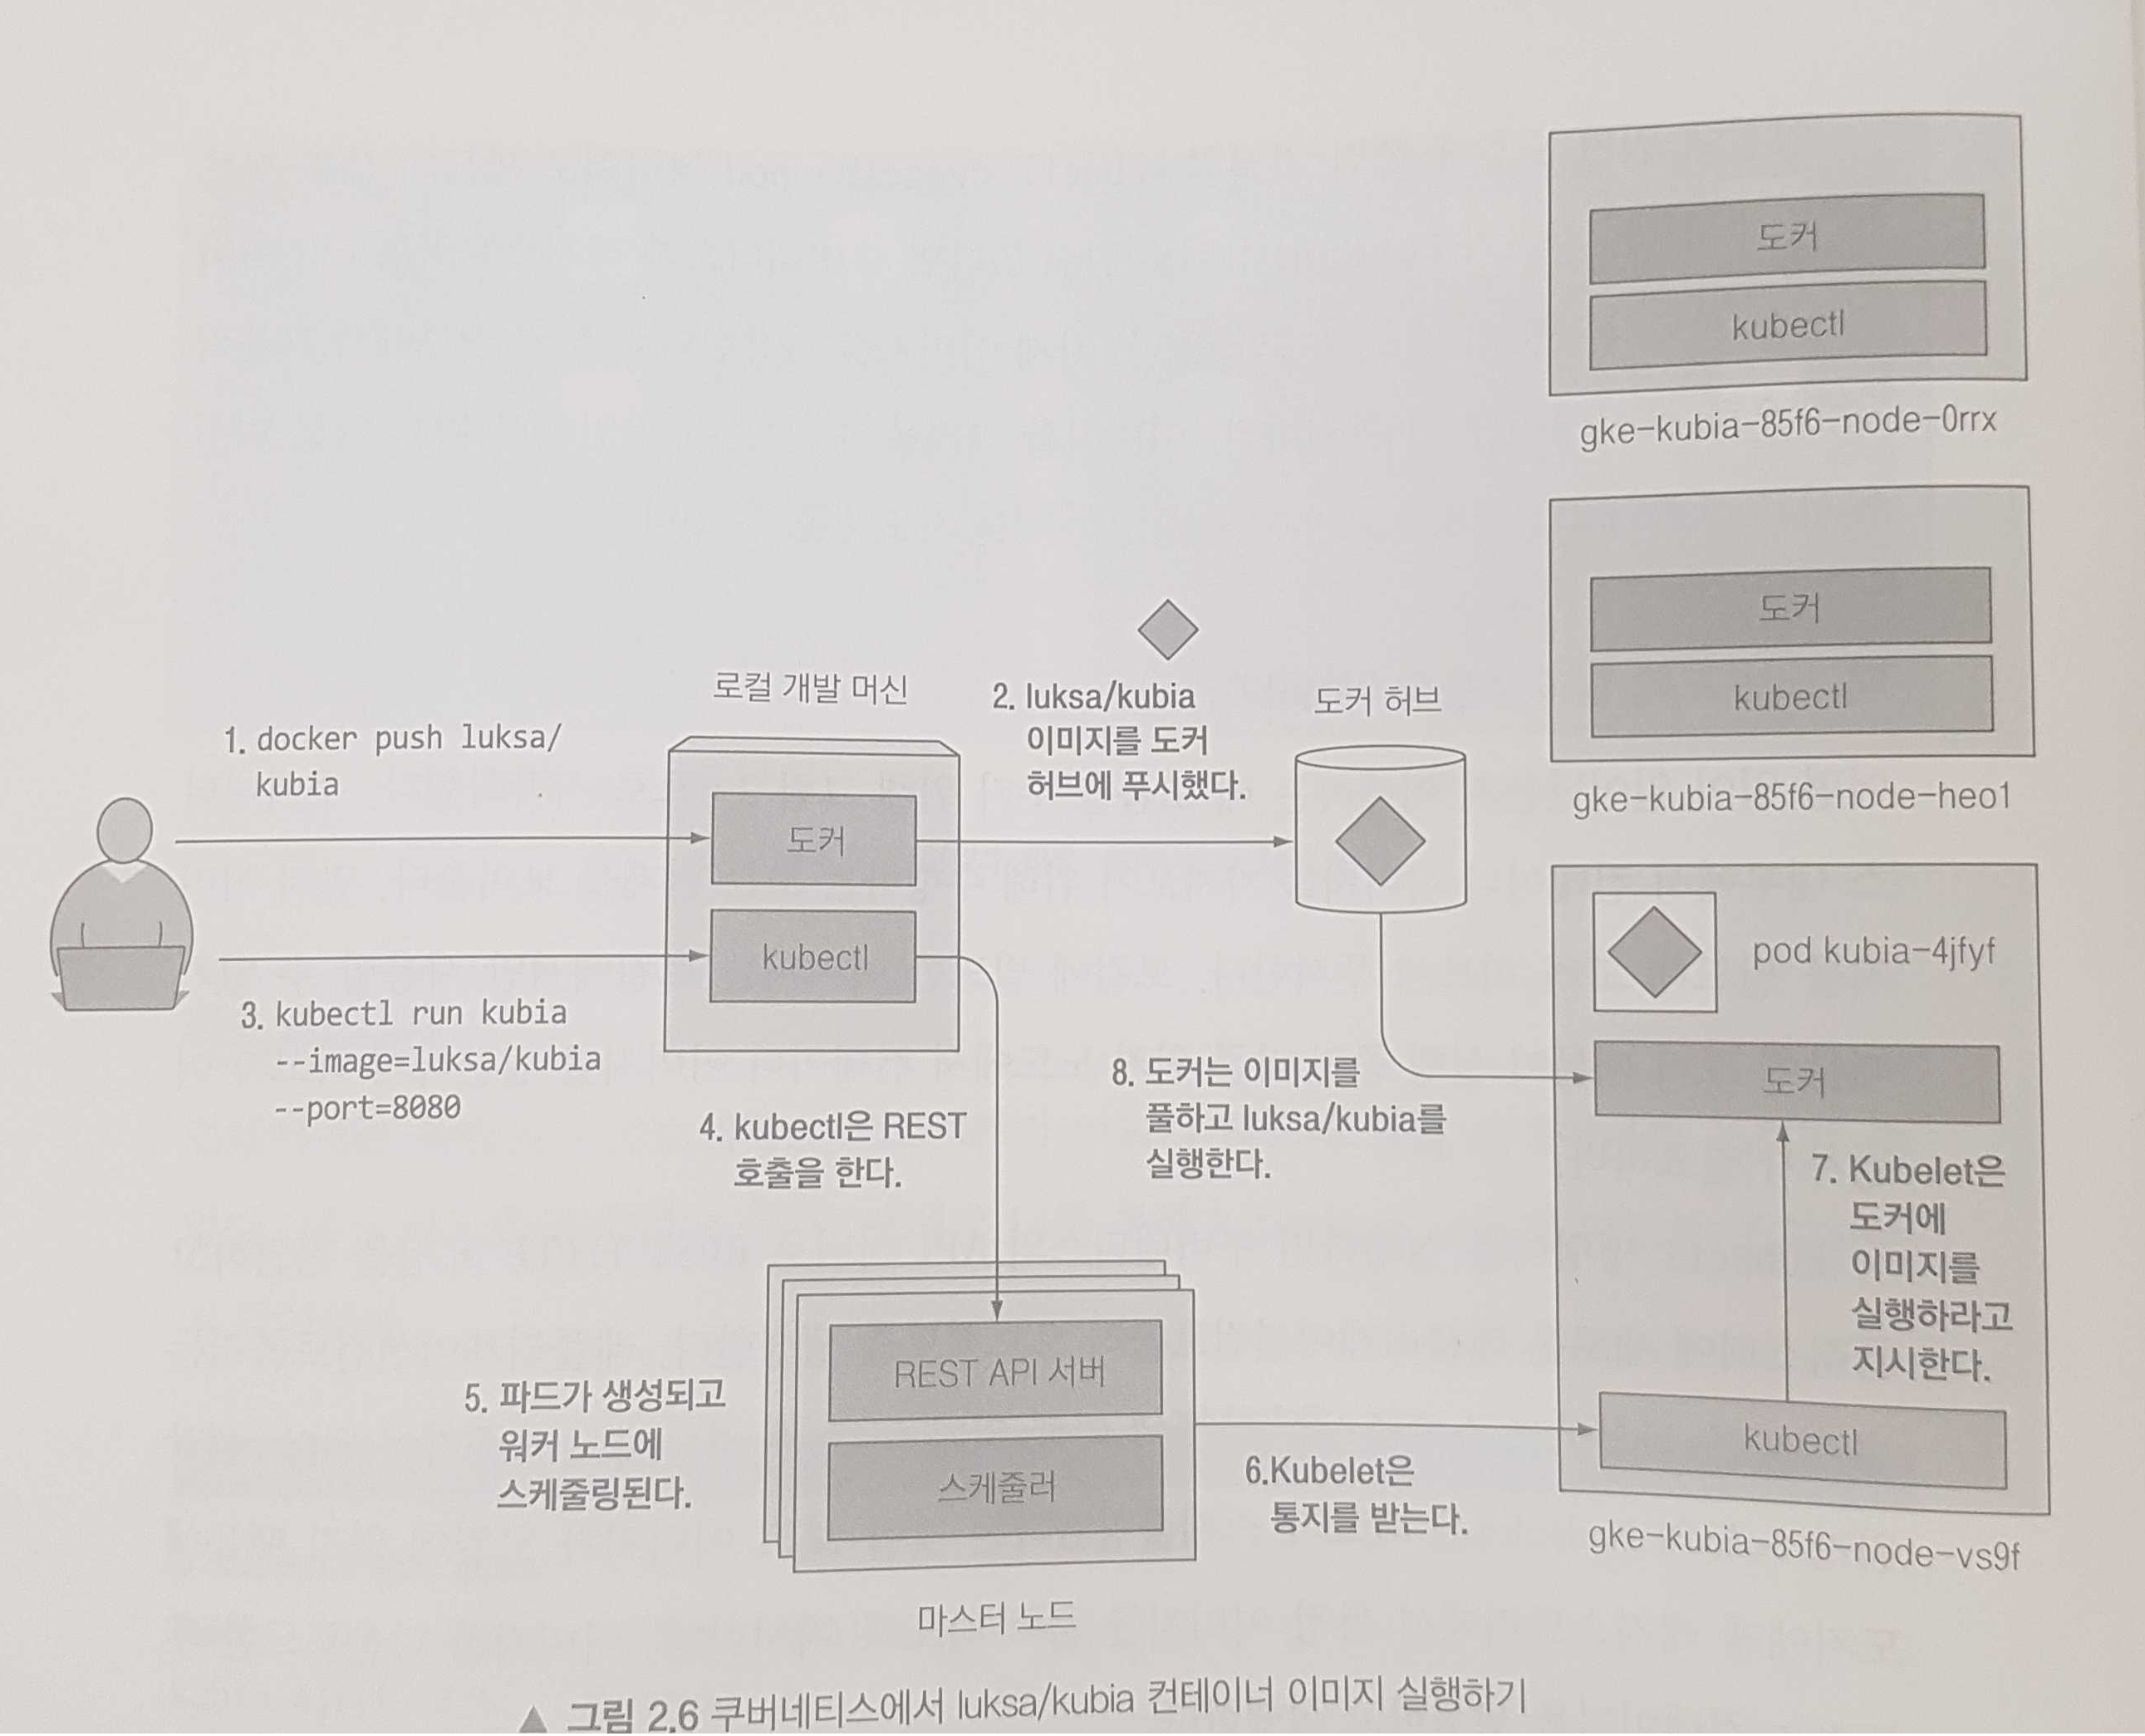 도커
kubectl
gke-kubia-85f6-node-0rrx
도커
kubectl
gke-kubia-85f6-node-heo1
로컬 개발 머신
도커
kubectl
1. docker push luksa/
kubia
2. luksa/kubia
이미지를 도커
허브에 푸시했다.
도커 허브
3. kubectl run kubia
--image=luksa/kubia
--port=8080
4. kubectl은 REST
호출을 한다.
8. 도커는 이미지를
풀하고 luksa/kubia를
실행한다.
pod kubia-4jfyf
도커
7. Kubelet은
도커에
이미지를
실행하라고
지시한다.
kubectl
gke-kubia-85f6-node-vs9f
5. 파드가 생성되고
워커 노드에
스케줄링된다.
REST API 서버
스케줄러
마스터 노드
6.Kubelet은
통지를 받는다.
▲ 그림 2.6 쿠버네티스에서 luksa/kubia 컨테이너 이미지 실행하기